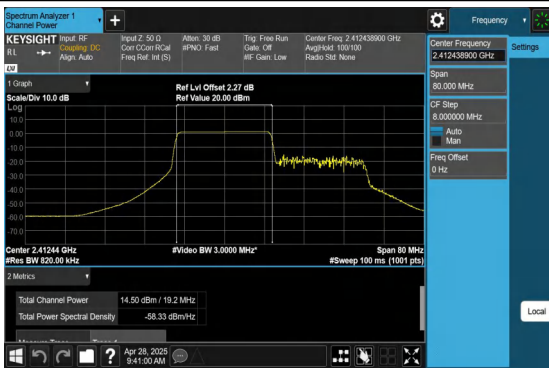 Spectrum Analyzer 1
Channel Power
Frequency
KEYSIGHT
RL
LXI
Input: RF
Coupling: DC
Align: Auto
Input Z: 50 Ω
Corr CCorr RCal
Freq Ref: Int (S)
Atten: 30 dB
#PNO: Fast
Trig: Free Run
Gate: Off
#IF Gain: Low
Center Freq: 2.412438900 GHz
Avg|Hold: 100/100
Radio Std: None
Center Frequency
2.412438900 GHz
Settings
Span
80.000 MHz
CF Step
8.000000 MHz
Auto
Man
Freq Offset
0 Hz
1 Graph
Scale/Div 10.0 dB
Ref Lvl Offset 2.27 dB
Ref Value 20.00 dBm
Log
10.0
0.00
-10.0
-20.0
-30.0
-40.0
-50.0
-60.0
-70.0
Center 2.41244 GHz
#Res BW 820.00 kHz
#Video BW 3.0000 MHz*
Span 80 MHz
#Sweep 100 ms (1001 pts)
2 Metrics
Total Channel Power 14.50 dBm / 19.2 MHz
Total Power Spectral Density -58.33 dBm/Hz
Local
?
Apr 28, 2025
9:41:00 AM